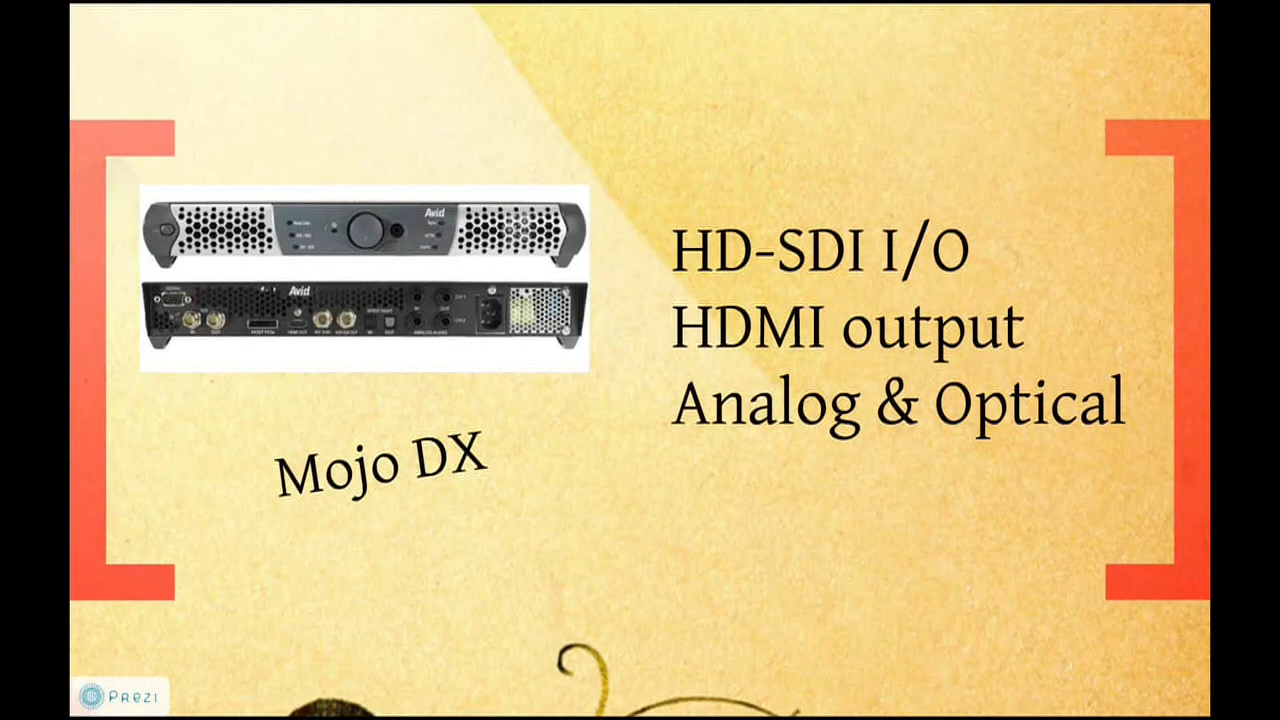 Avid
Avid
HD-SDI I/O
HDMI output
Analog & Optical
Mojo DX
Prezi